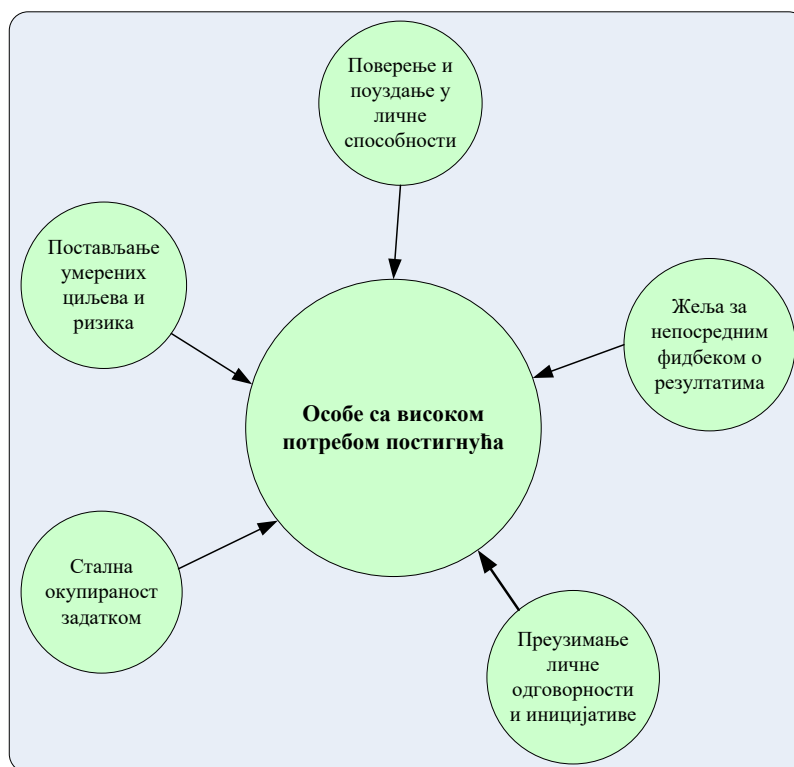 Поверење и
поуздање у
личне
способности
Постављање
умерених
циљева и
ризика
Жеља за
непосредним
фидбеком о
резултатима
Особе са високом
потребом постигнућа
Стална
окупираност
задатком
Преузимање
личне
одговорности
и иницијативе